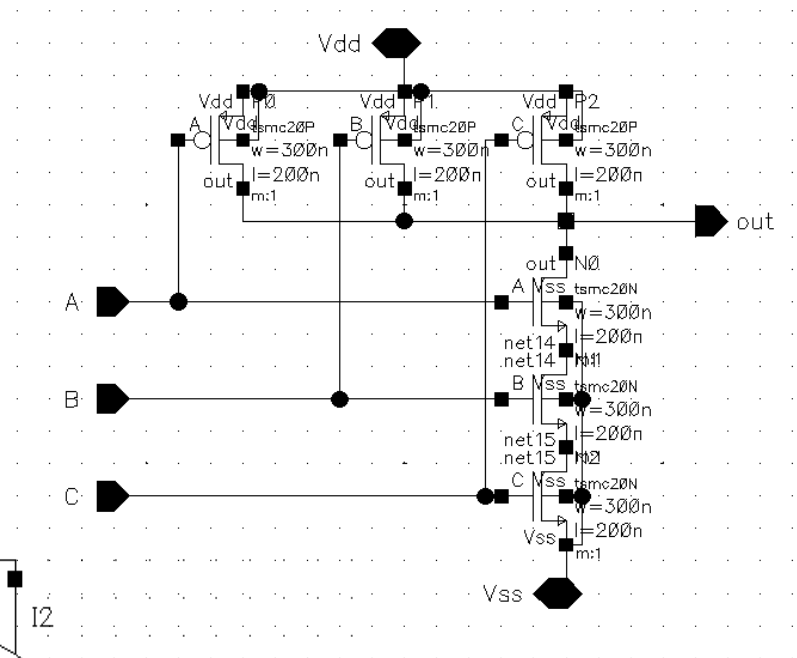 Vdd
Vdd P0
Vdd P1
Vdd P2
A Vdd tsmc20P
B Vdd tsmc20P
C Vdd tsmc20P
w=300n
w=300n
w=300n
out l=200n
out l=200n
out l=200n
m:1
m:1
m:1
out
out N0
A Vss tsmc20N
A
w=300n
l=200n
net14
net14
B Vss tsmc20N
B
w=300n
l=200n
net15
net15
C Vss tsmc20N
C
w=300n
l=200n
Vss
m:1
Vss
I2